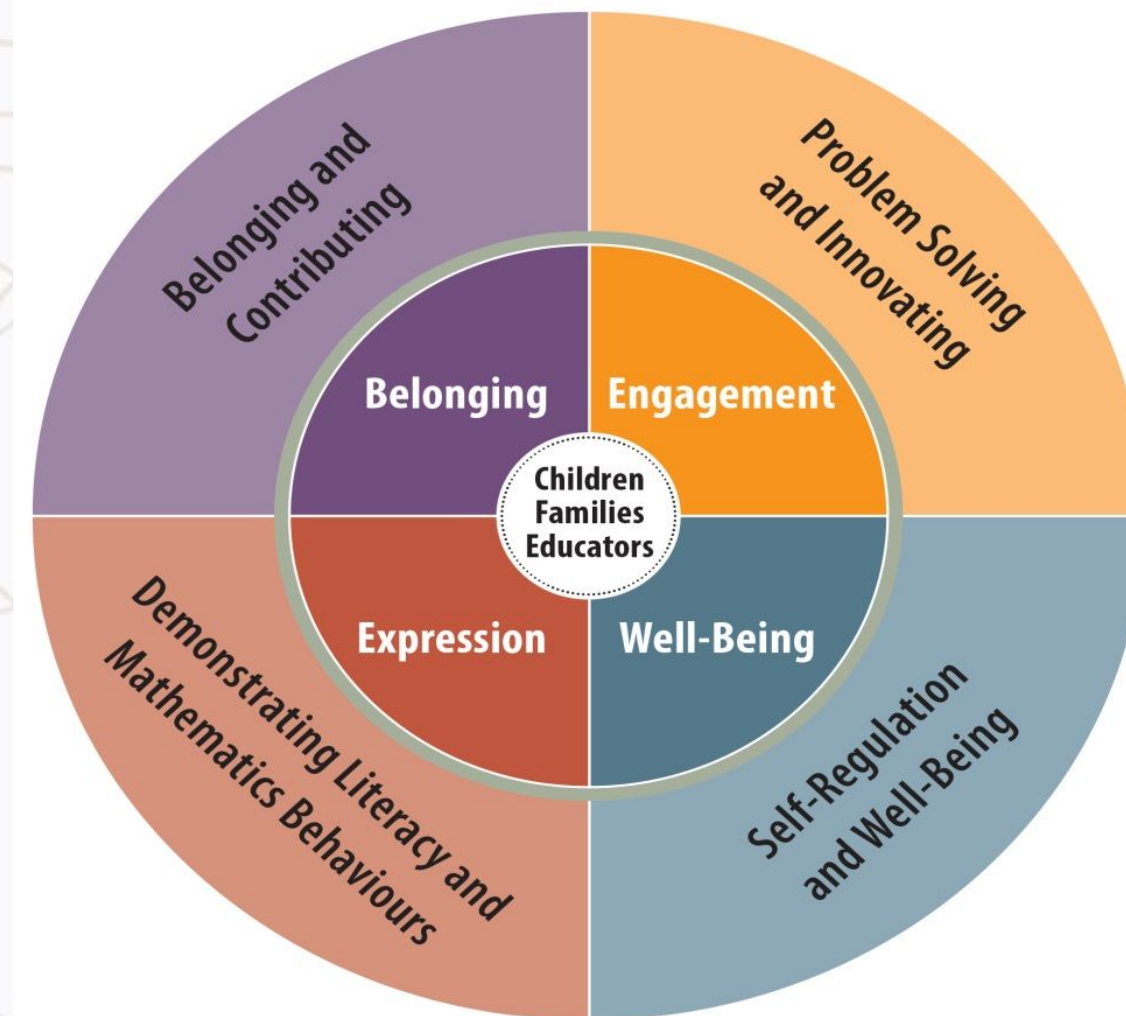 Belonging and
Contributing
Problem Solving
and Innovating
Belonging
Engagement
Children
Families
Educators
Expression
Well-Being
Demonstrating Literacy and
Mathematics Behaviours
Self-Regulation
and Well-Being